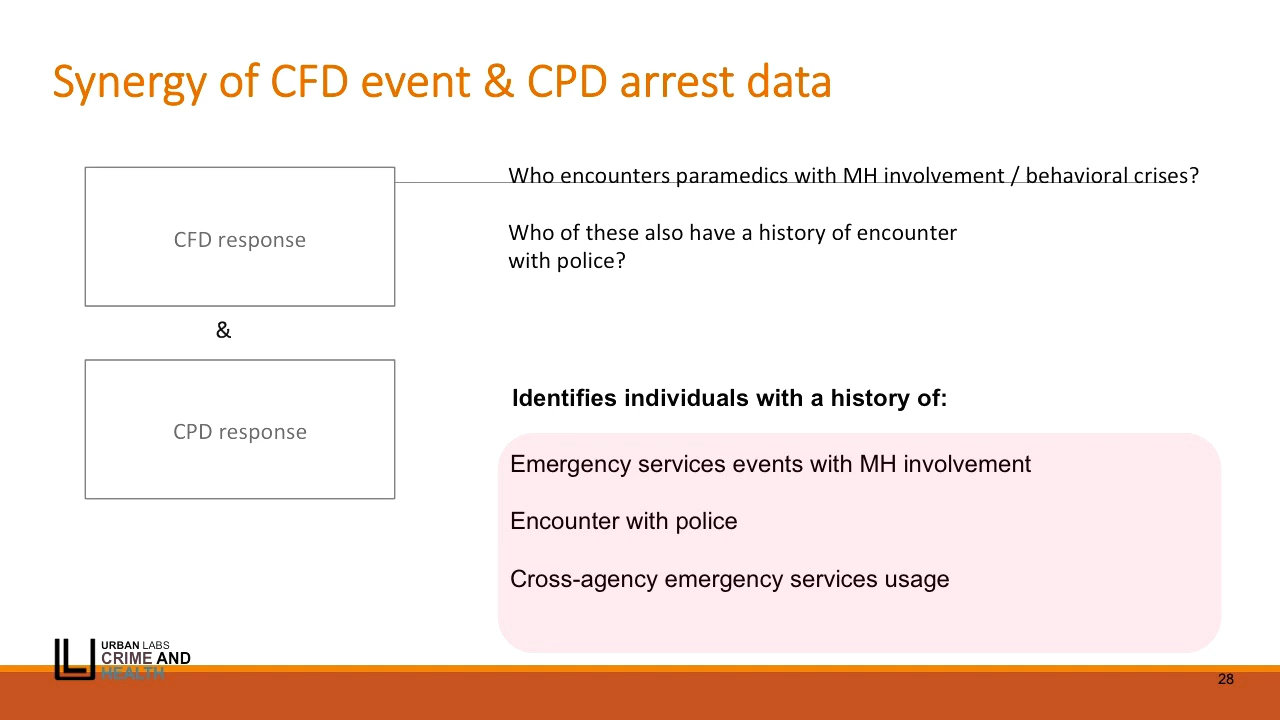 Synergy of CFD event & CPD arrest data
CFD response
&
CPD response
Who encounters paramedics with MH involvement / behavioral crises?
Who of these also have a history of encounter
with police?
Identifies individuals with a history of:
Emergency services events with MH involvement
Encounter with police
Cross-agency emergency services usage
URBAN LABS
CRIME AND
HEALTH
28